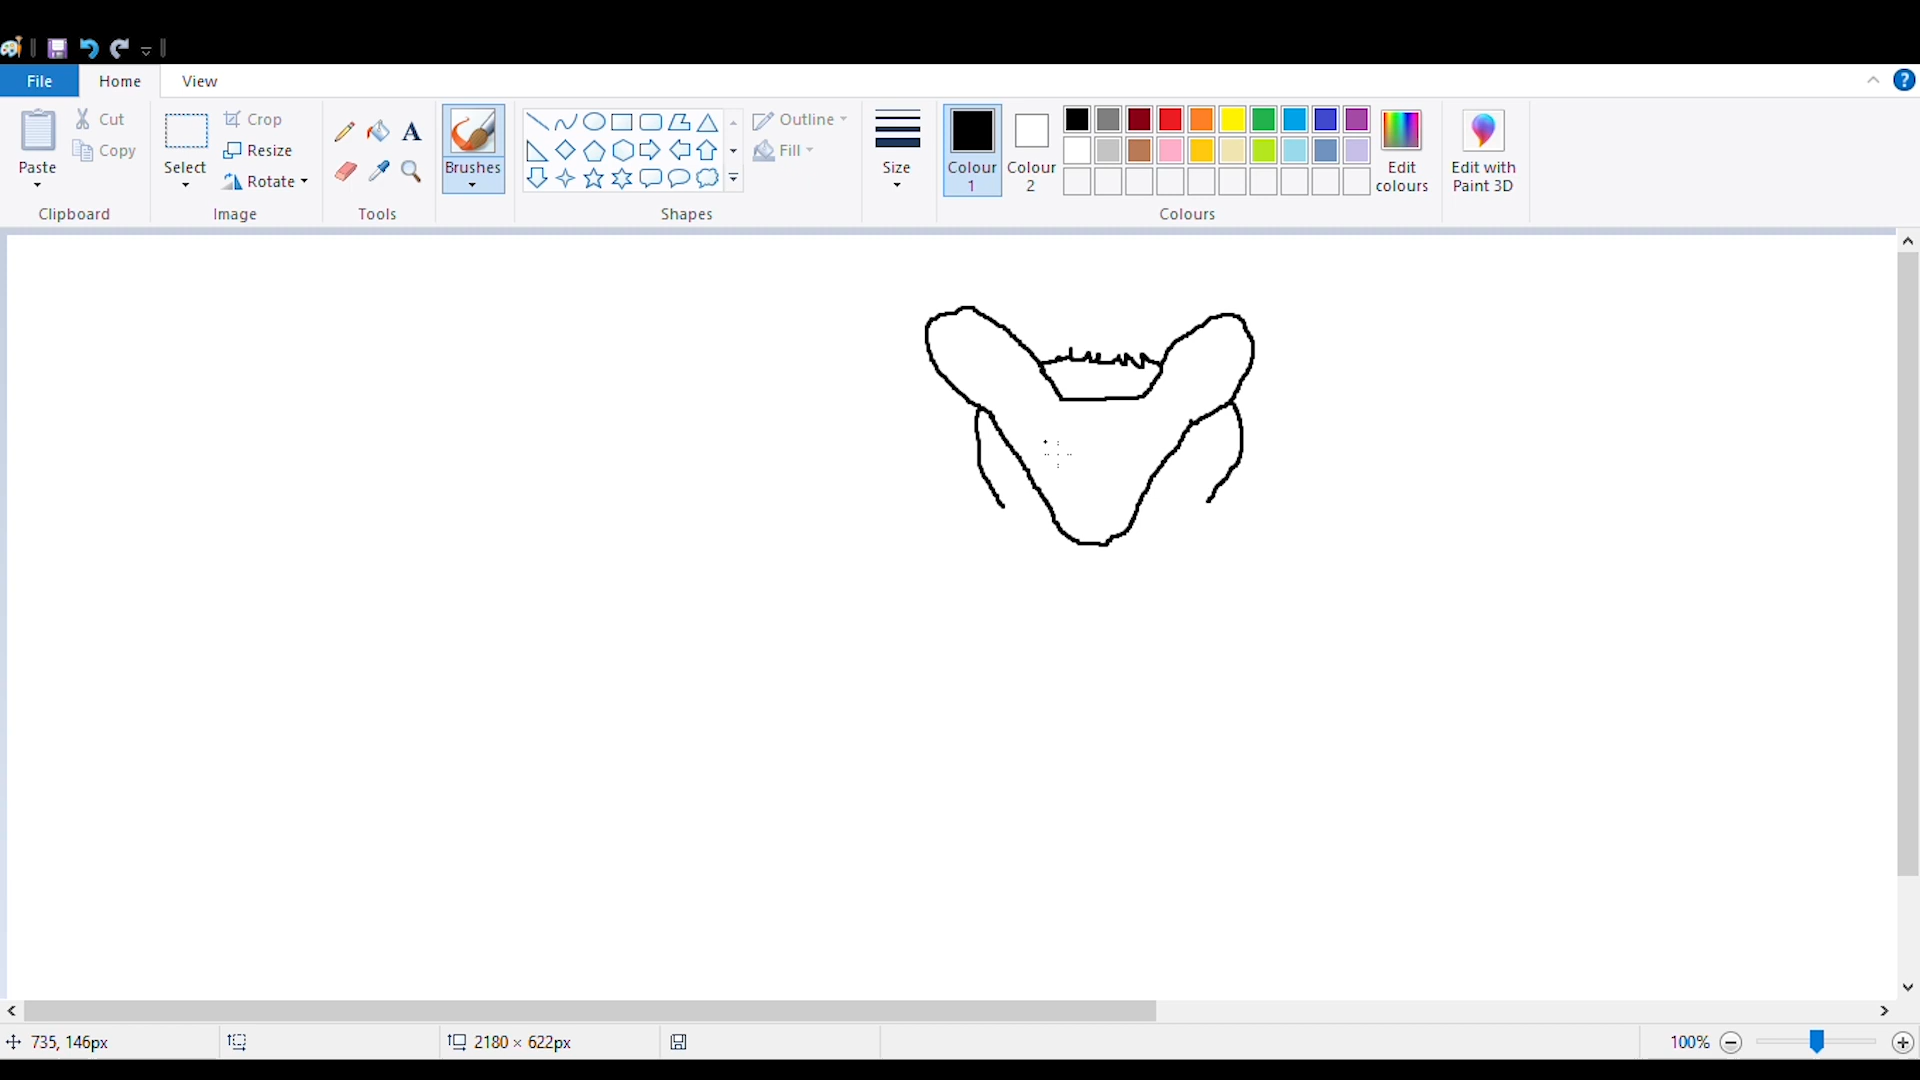 File Home View ?
Paste Cut Copy Select Crop Resize Rotate A Brushes Outline Fill Size Colour 1 Colour 2 Edit colours Edit with Paint 3D
Clipboard Image Tools Shapes Colours
735, 146px 2180 × 622px 100%